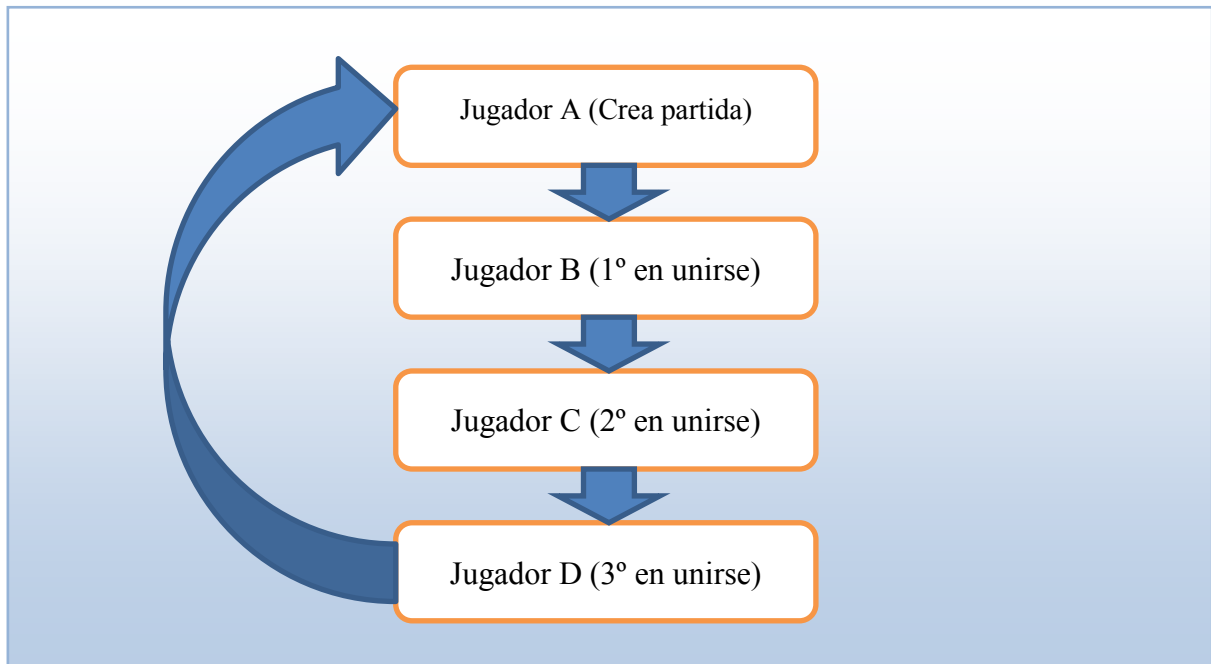 Jugador A (Crea partida)
Jugador B (1º en unirse)
Jugador C (2º en unirse)
Jugador D (3º en unirse)